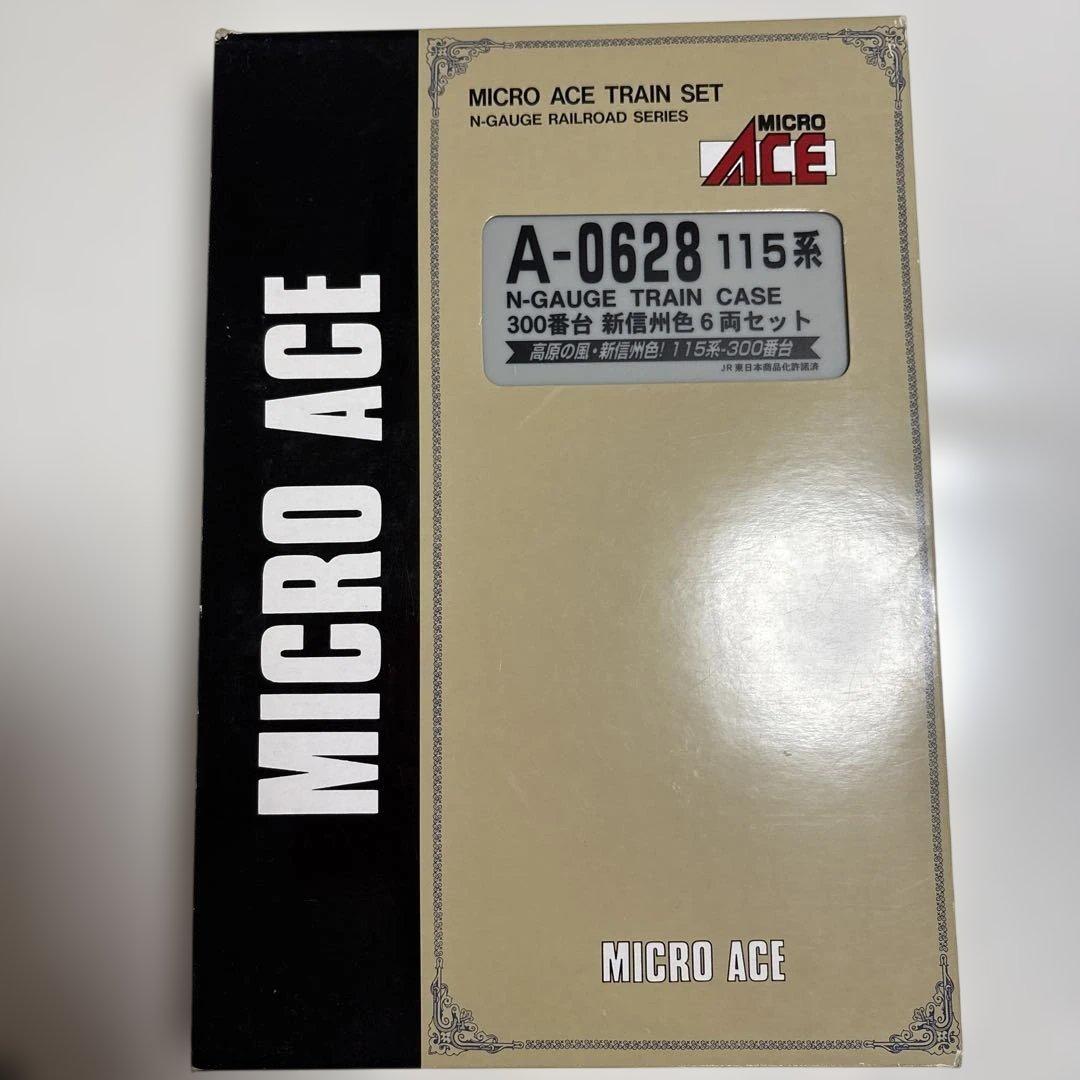 MICRO ACE
MICRO ACE TRAIN SET
N-GAUGE RAILROAD SERIES
MICRO
ACE
A-0628 115系
N-GAUGE TRAIN CASE
300番台 新信州色6両セット
高原の風・新信州色! 115系-300番台
JR東日本商品化許諾済
MICRO ACE